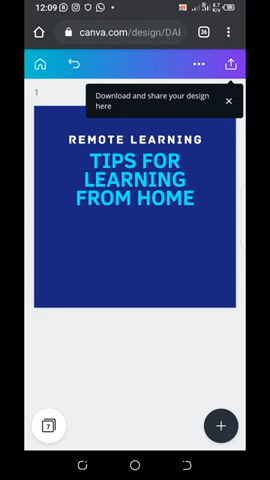 12:09
36
canva.com/design/DAE
Download and share your design
here
1
REMOTE LEARNING
TIPS FOR
LEARNING
FROM HOME
7